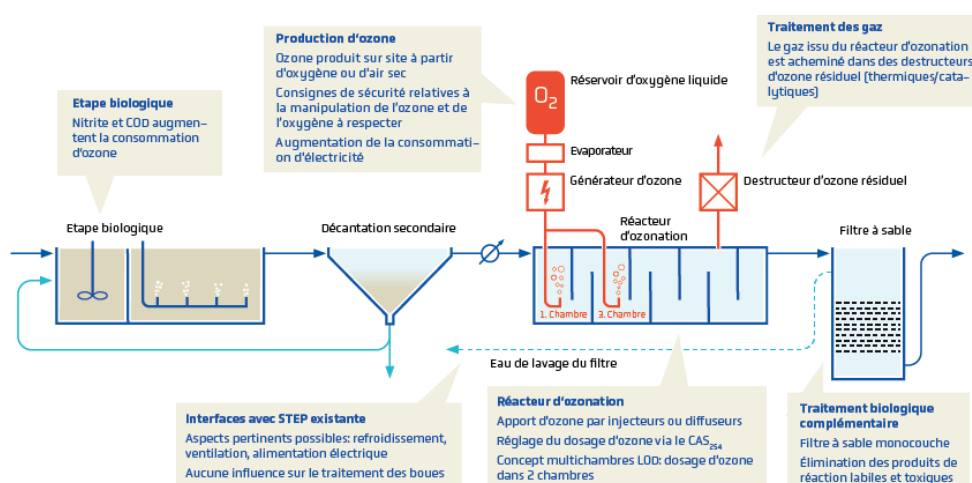 Production d'ozone
Ozone produit sur site à partir
d'oxygène ou d'air sec
Consignes de sécurité relatives à
la manipulation de l'ozone et de
l'oxygène à respecter
Augmentation de la consommati-
on d'électricité
Traitement des gaz
Le gaz issu du réacteur d'ozonation
est acheminé dans des destructeurs
d'ozone résiduel (thermiques/cata-
lytiques)
Etape biologique
Nitrite et COD augmen-
tent la consommation
d'ozone
O2
Réservoir d'oxygène liquide
Evaporateur
Générateur d'ozone
Destructeur d'ozone résiduel
Etape biologique
Décantation secondaire
Réacteur
d'ozonation
Filtre à sable
1. Chambre
3. Chambre
Eau de lavage du filtre
Interfaces avec STEP existante
Aspects pertinents possibles: refroidissement,
ventilation, alimentation électrique
Aucune influence sur le traitement des boues
Réacteur d'ozonation
Apport d'ozone par injecteurs ou diffuseurs
Réglage du dosage d'ozone via le CAS254
Concept multichambres LOD: dosage d'ozone
dans 2 chambres
Traitement biologique
complémentaire
Filtre à sable monocouche
Élimination des produits de
réaction labiles et toxiques